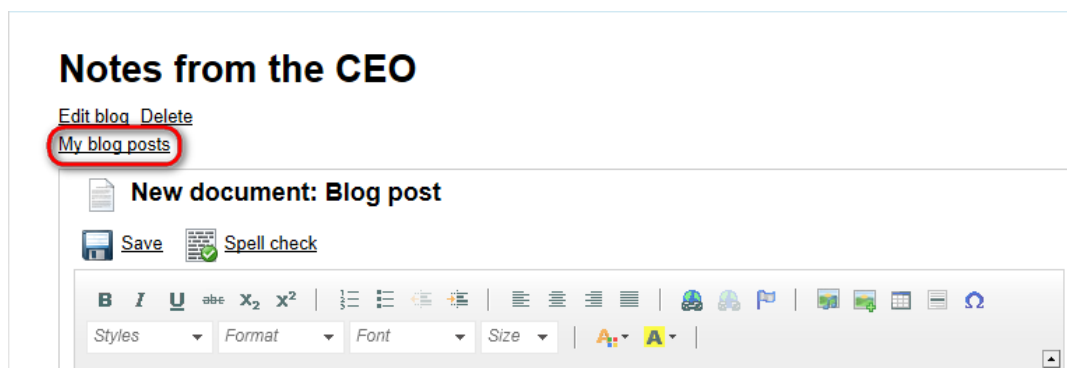 Notes from the CEO
Edit blog Delete
My blog posts
New document: Blog post
Save Spell check
B I U abc X₂ X²
Styles Format Font Size A A